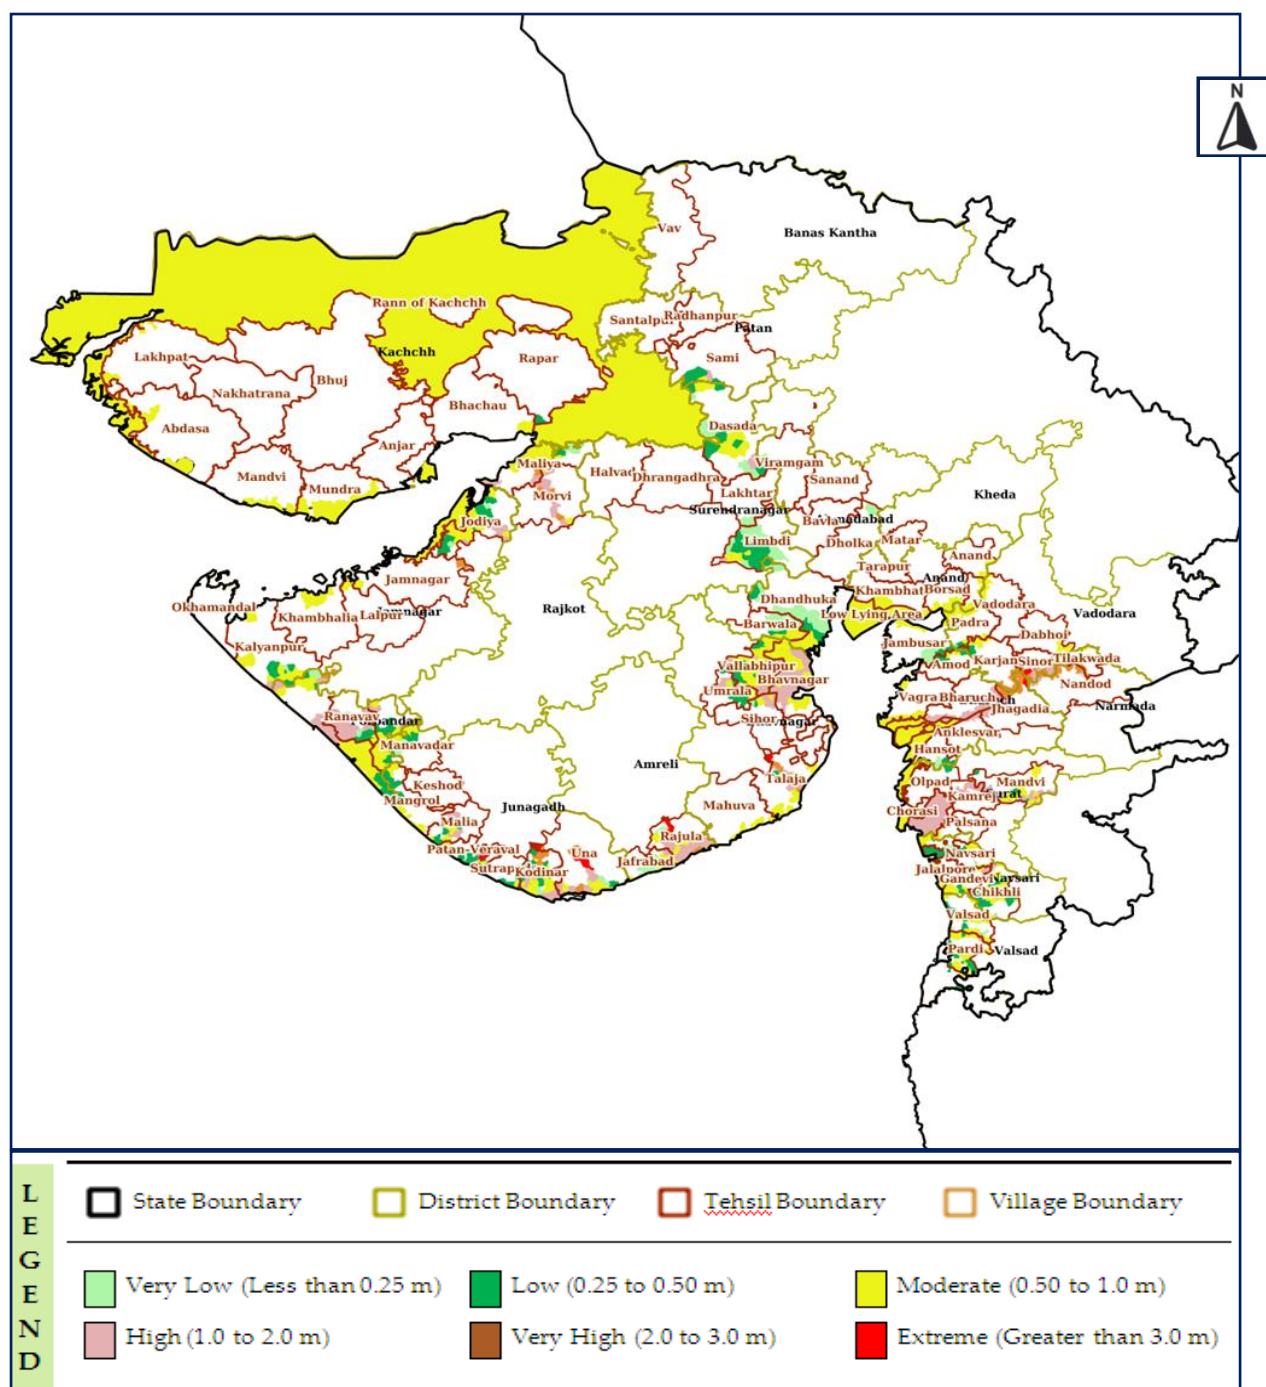 N
Vav
Banas Kantha
Rann of Kachchh
Santalpur
Radhanpur
Patan
Kachchh
Lakhpat
Rapar
Sami
Bhuj
Nakhatrana
Bhachau
Abdasa
Dasada
Anjar
Maliya
Viramgam
Mandvi
Halvad
Dhrangadhra
Sanand
Mundra
Morvi
Lakhtar
Kheda
Surendranagar
Jodiya
Bavla
Limbdi
Dholka
Matar
Anand
Tarapur
Jamnagar
Anand
Khambhat
Borsad
Okhamandal
Rajkot
Dhandhuka
Vadodara
Khambhalia
Lalpur
Jamnagar
Low Lying Area
Vadodara
Barwala
Padra
Dabhoi
Kalyanpur
Jambusar
Vallabhipur
Amod
Karjan
Sinor
Tilakwada
Bhavnagar
Nandod
Umrala
Vagra
Bharuch
Jhagadia
Narmada
Ranavav
Sihor
Anklesvar
Manavadar
Hansot
Amreli
Talaja
Olpad
Mandvi
Keshod
Kamrej
Surat
Mangrol
Junagadh
Mahuva
Chorasi
Palsana
Malia
Rajula
Patan-Veraval
Una
Jafrabad
Navsari
Kodinar
Jalalpore
Gandevi
Navsari
Chikhli
Valsad
Pardi
Valsad
LEGEND
State Boundary District Boundary Tehsil Boundary Village Boundary
Very Low (Less than 0.25 m) Low (0.25 to 0.50 m) Moderate (0.50 to 1.0 m)
High (1.0 to 2.0 m) Very High (2.0 to 3.0 m) Extreme (Greater than 3.0 m)